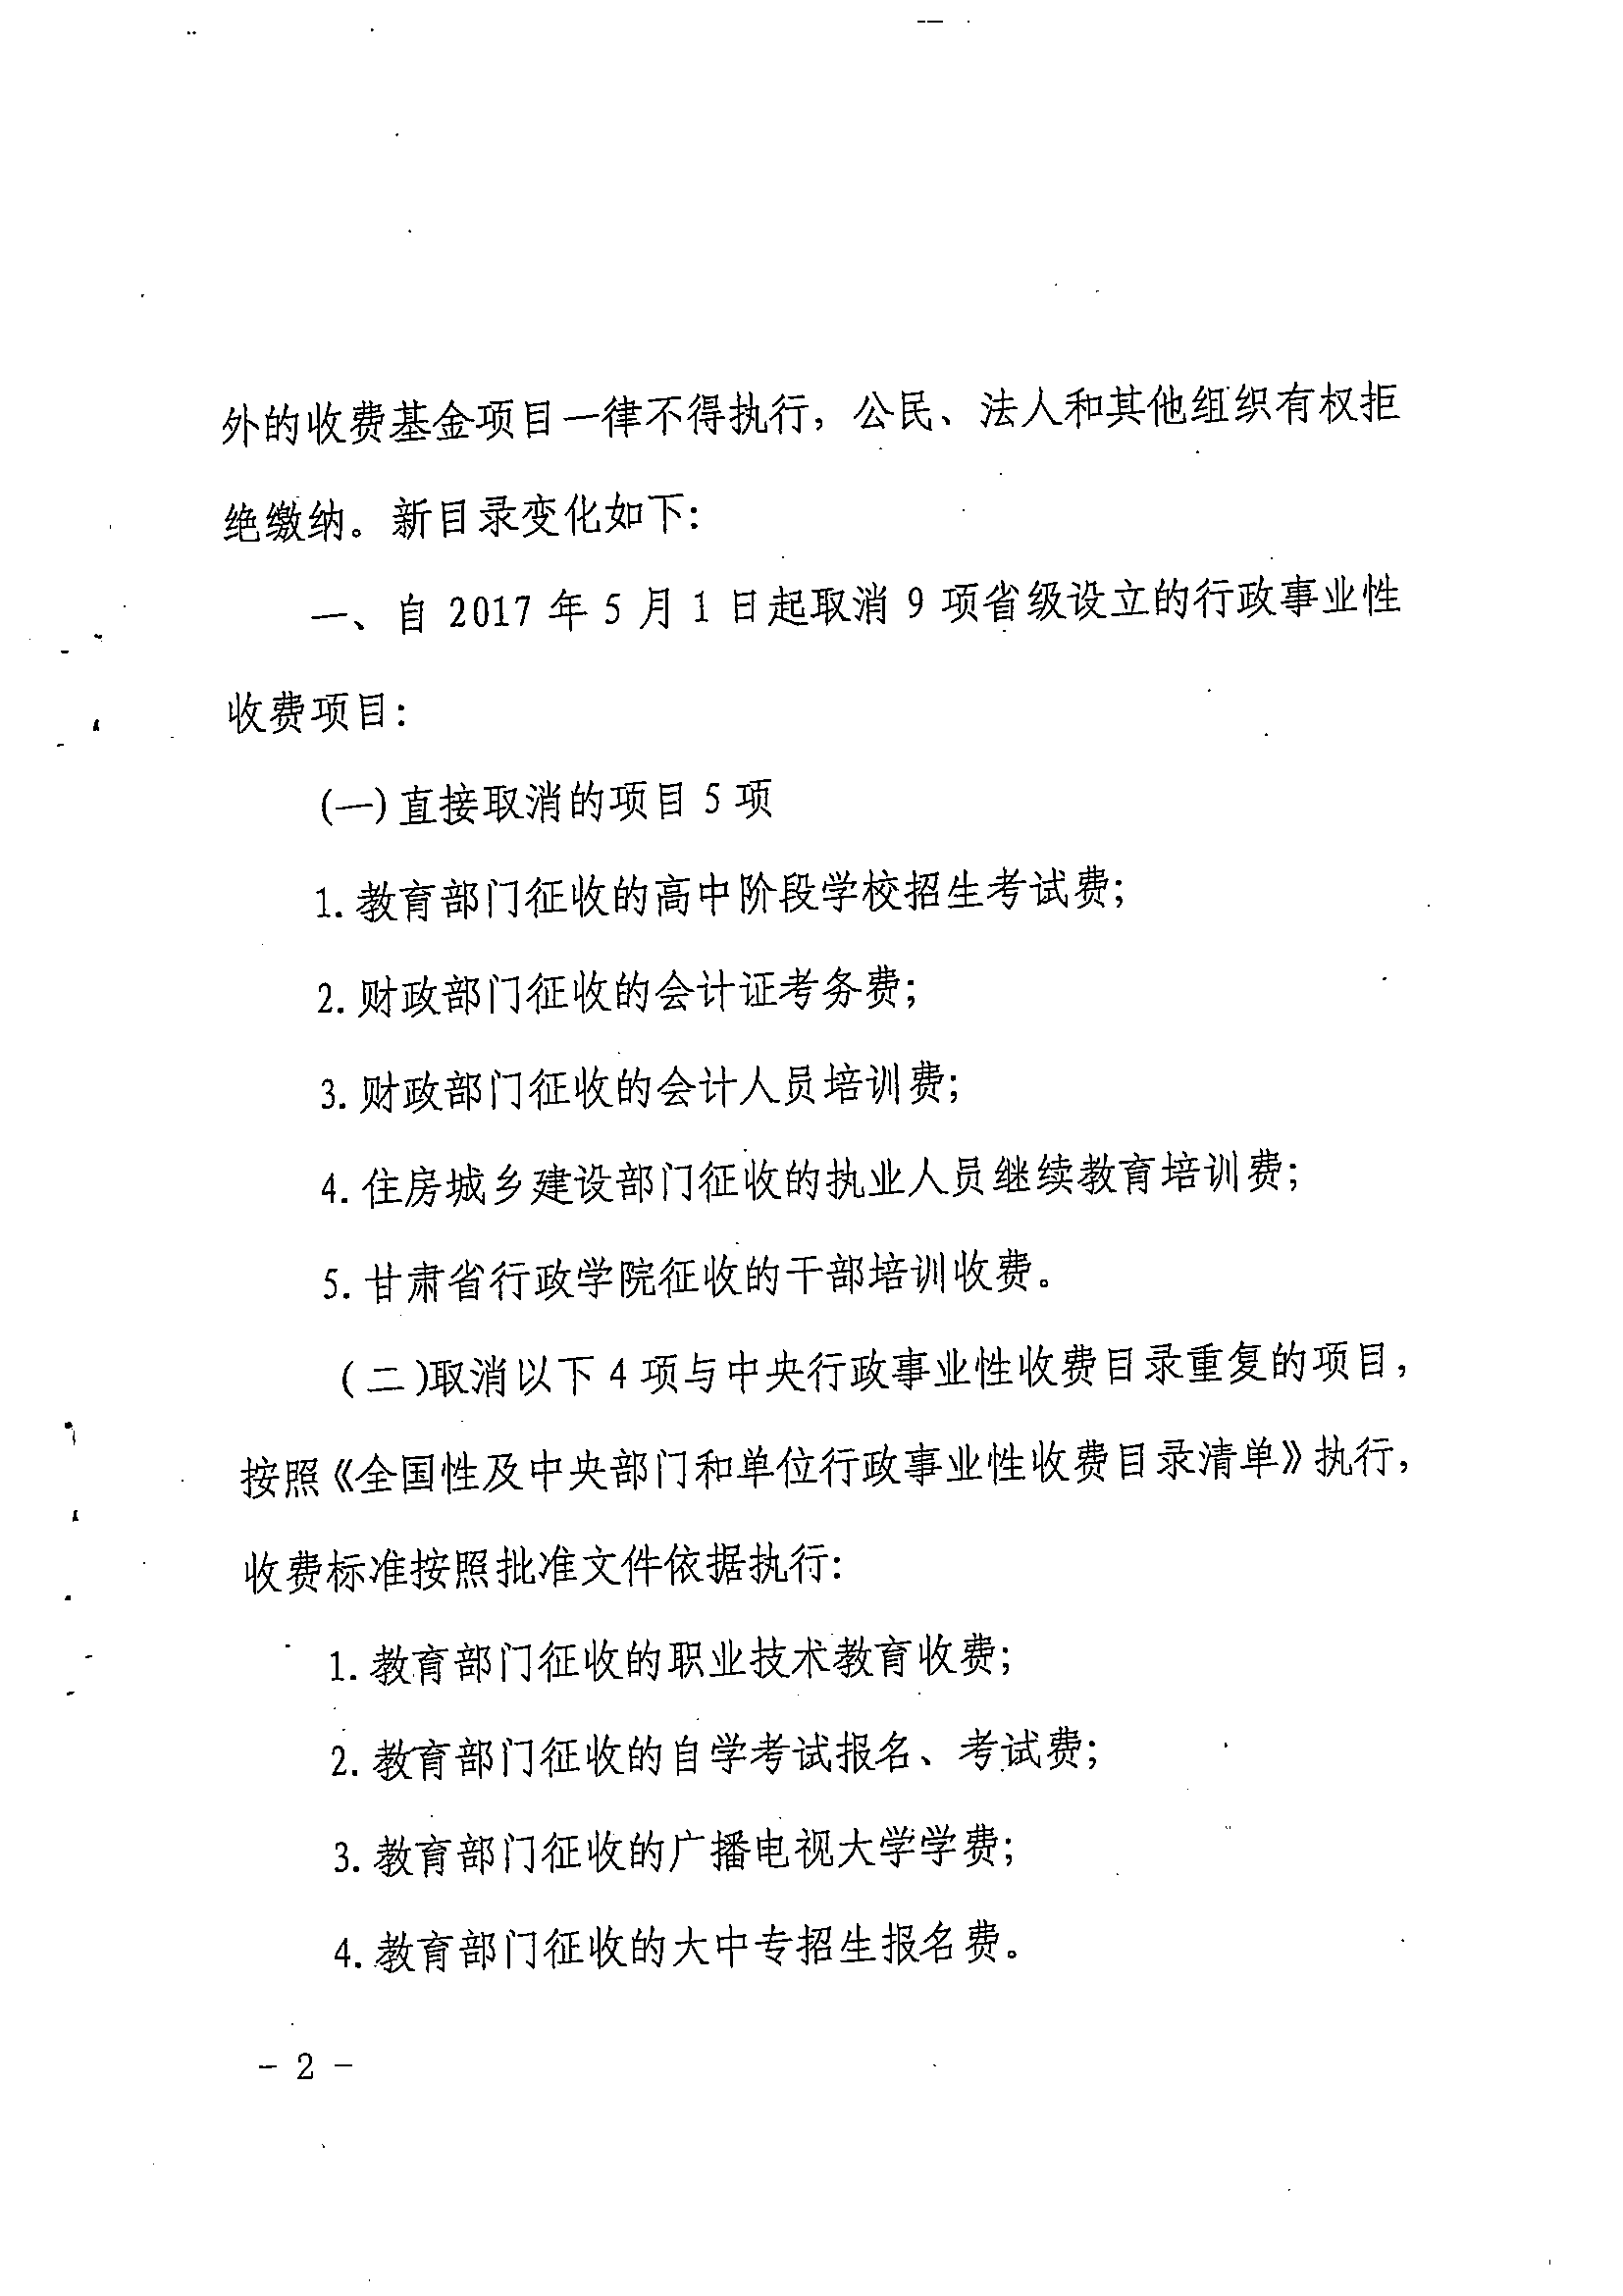 外的收费基金项目一律不得执行，公民、法人和其他组织有权拒
绝缴纳。新目录变化如下：
一、自 2017 年 5 月 1 日起取消 9 项省级设立的行政事业性
收费项目：
(一)直接取消的项目 5 项
1.教育部门征收的高中阶段学校招生考试费；
2.财政部门征收的会计证考务费；
3.财政部门征收的会计人员培训费；
4.住房城乡建设部门征收的执业人员继续教育培训费；
5.甘肃省行政学院征收的干部培训收费。
(二)取消以下 4 项与中央行政事业性收费目录重复的项目，
按照《全国性及中央部门和单位行政事业性收费目录清单》执行，
收费标准按照批准文件依据执行：
1.教育部门征收的职业技术教育收费；
2.教育部门征收的自学考试报名、考试费；
3.教育部门征收的广播电视大学学费；
4.教育部门征收的大中专招生报名费。
- 2 -